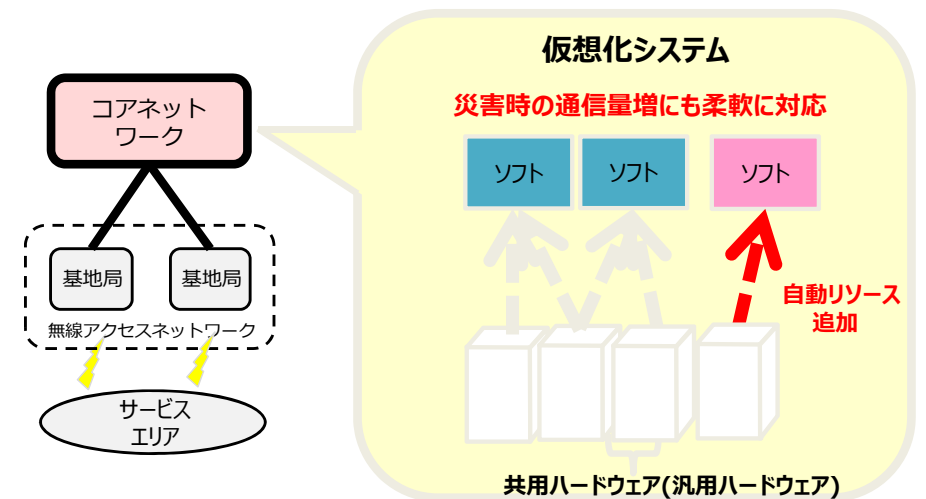 コアネット
ワーク
基地局
基地局
無線アクセスネットワーク
サービス
エリア
仮想化システム
災害時の通信量増にも柔軟に対応
ソフト
ソフト
ソフト
自動リソース
追加
共用ハードウェア(汎用ハードウェア)